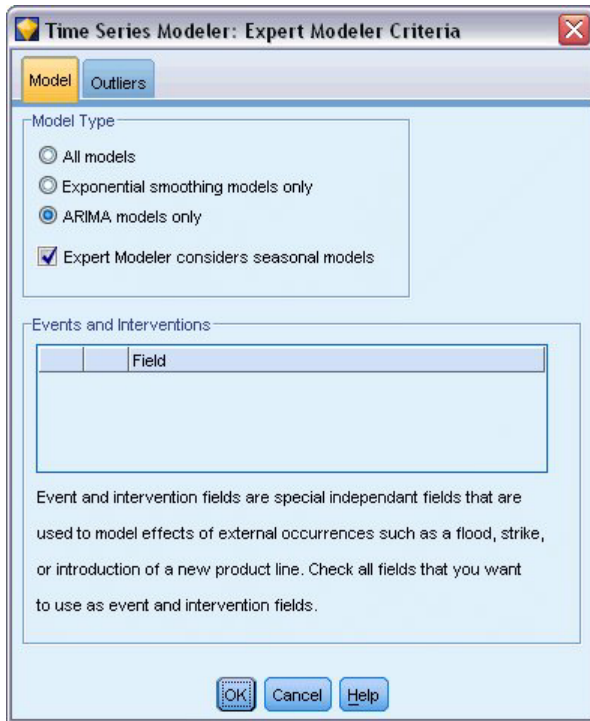 Time Series Modeler: Expert Modeler Criteria
Model
Outliers
Model Type
All models
Exponential smoothing models only
ARIMA models only
Expert Modeler considers seasonal models
Events and Interventions
Field
Event and intervention fields are special independant fields that are
used to model effects of external occurrences such as a flood, strike,
or introduction of a new product line. Check all fields that you want
to use as event and intervention fields.
OK
Cancel
Help